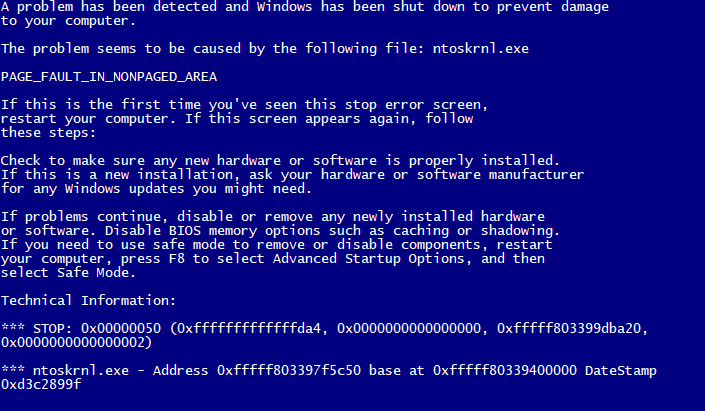 A problem has been detected and Windows has been shut down to prevent damage
to your computer.
The problem seems to be caused by the following file: ntoskrnl.exe
PAGE_FAULT_IN_NONPAGED_AREA
If this is the first time you've seen this stop error screen,
restart your computer. If this screen appears again, follow
these steps:
Check to make sure any new hardware or software is properly installed.
If this is a new installation, ask your hardware or software manufacturer
for any Windows updates you might need.
If problems continue, disable or remove any newly installed hardware
or software. Disable BIOS memory options such as caching or shadowing.
If you need to use safe mode to remove or disable components, restart
your computer, press F8 to select Advanced Startup Options, and then
select Safe Mode.
Technical Information:
*** STOP: 0x00000050 (0xfffffffffffffda4, 0x0000000000000000, 0xfffff803399dba20,
0x0000000000000002)
*** ntoskrnl.exe - Address 0xfffff803397f5c50 base at 0xfffff80339400000 DateStamp
0xd3c2899f